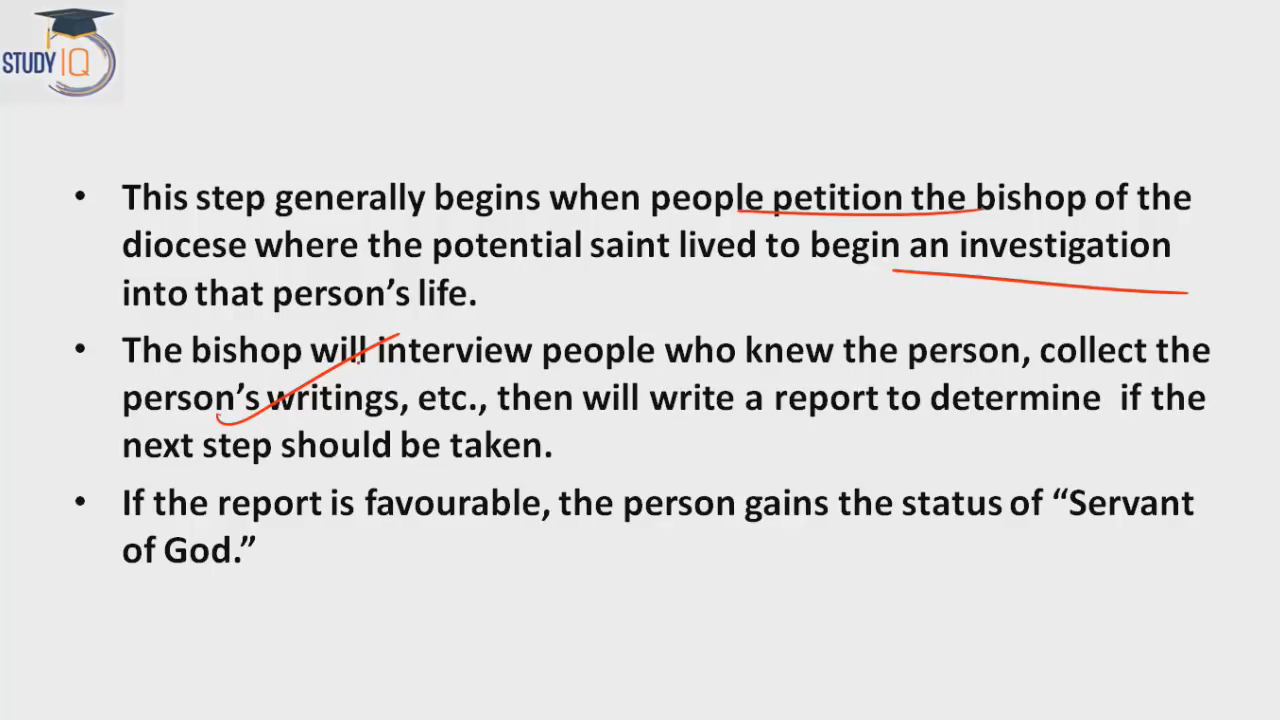 STUDY IQ
• This step generally begins when people petition the bishop of the
diocese where the potential saint lived to begin an investigation
into that person’s life.
• The bishop will interview people who knew the person, collect the
person’s writings, etc., then will write a report to determine if the
next step should be taken.
• If the report is favourable, the person gains the status of “Servant
of God.”